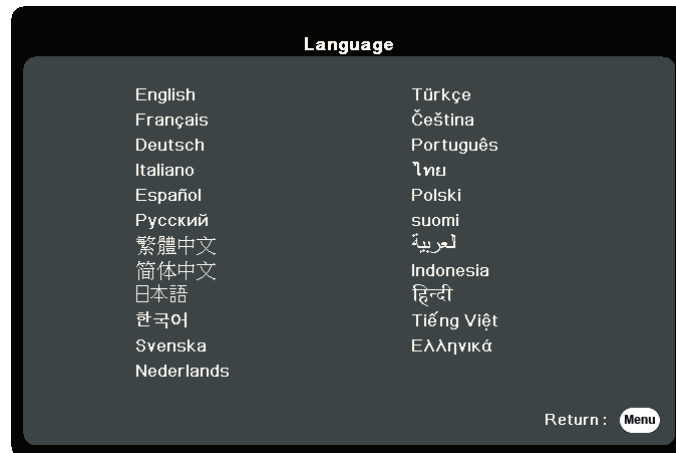 Language
English
Français
Deutsch
Italiano
Español
Русский
繁體中文
简体中文
日本語
한국어
Svenska
Nederlands
Türkçe
Čeština
Português
ไทย
Polski
suomi
العربية
Indonesia
हिन्दी
Tiếng Việt
Ελληνικά
Return: Menu